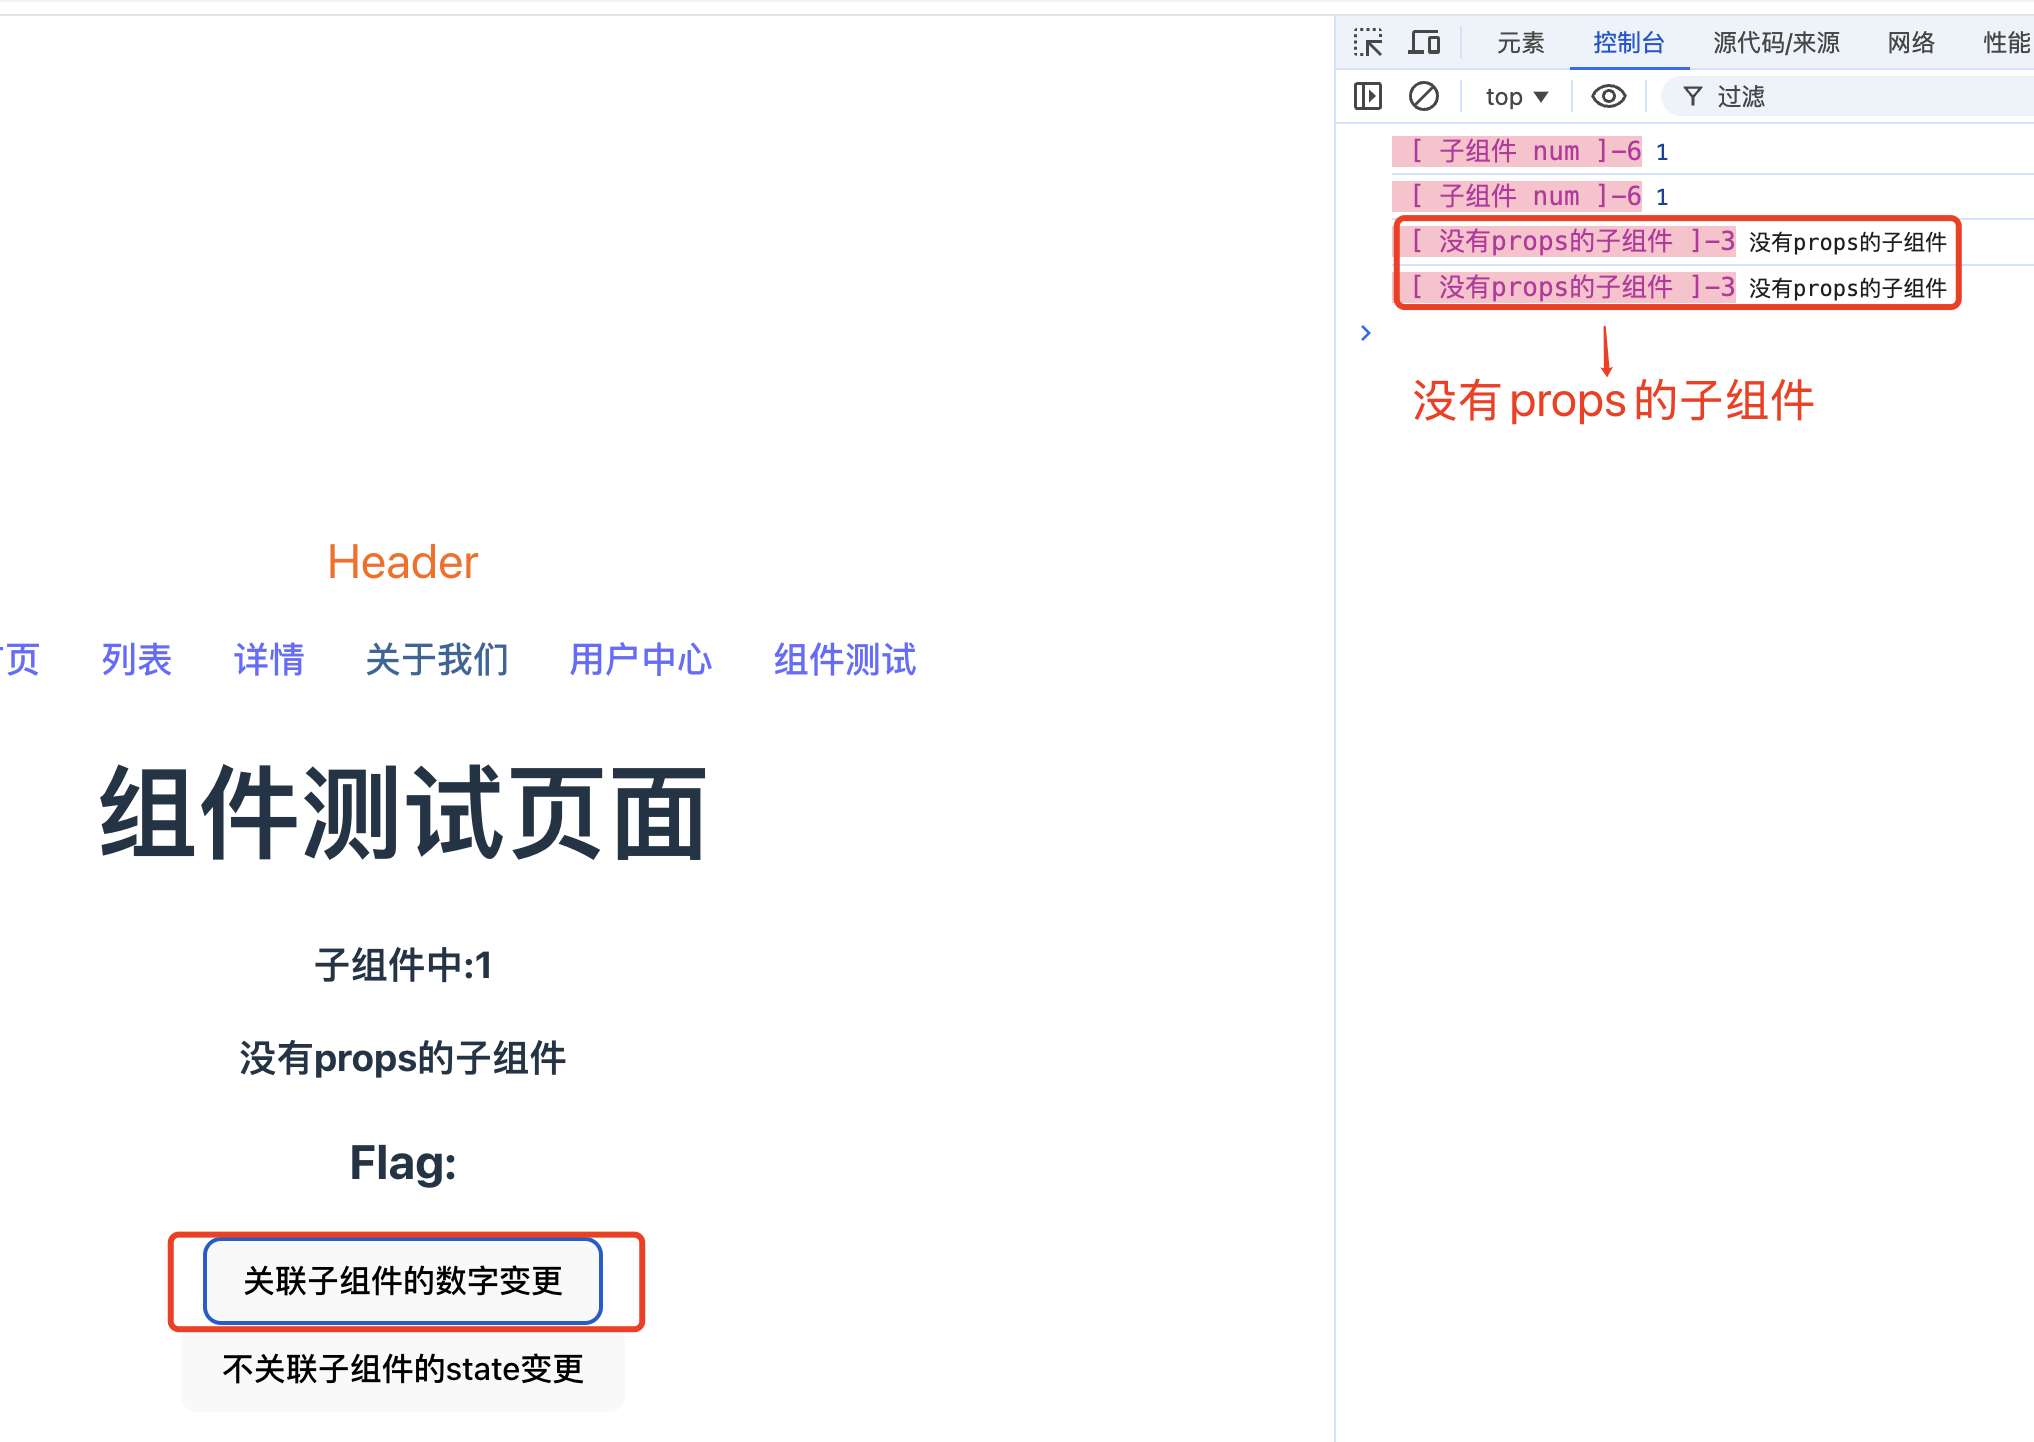 元素 控制台 源代码/来源 网络 性能
top 过滤
[ 子组件 num ]-6 1
[ 子组件 num ]-6 1
[ 没有props的子组件 ]-3 没有props的子组件
[ 没有props的子组件 ]-3 没有props的子组件
没有props的子组件
Header
页 列表 详情 关于我们 用户中心 组件测试
组件测试页面
子组件中:1
没有props的子组件
Flag:
关联子组件的数字变更
不关联子组件的state变更